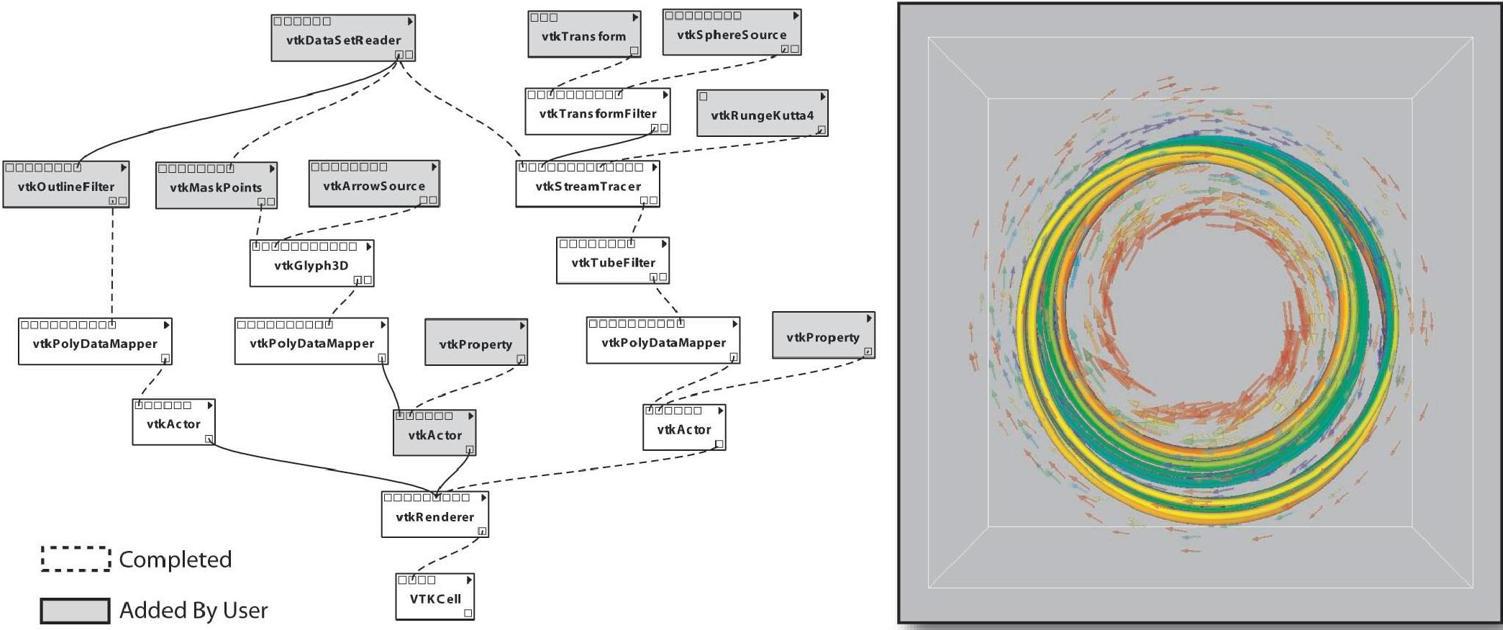 vtkDataSetReader
vtkTransform
vtkSphereSource
vtkTransformFilter
vtkRungeKutta4
vtkOutlineFilter
vtkMaskPoints
vtkArrowSource
vtkStreamTracer
vtkGlyph3D
vtkTubeFilter
vtkPolyDataMapper
vtkPolyDataMapper
vtkProperty
vtkPolyDataMapper
vtkProperty
vtkActor
vtkActor
vtkActor
vtkRenderer
VTKCell
Completed
Added By User